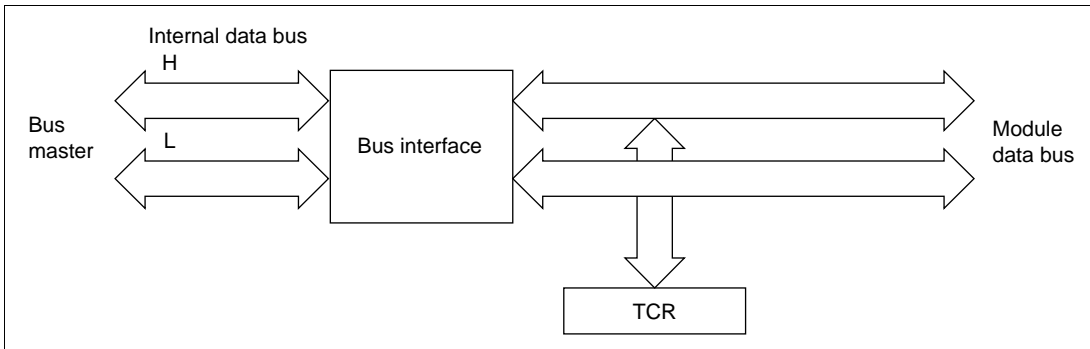 Internal data bus
H
Bus
master
L
Bus interface
Module
data bus
TCR